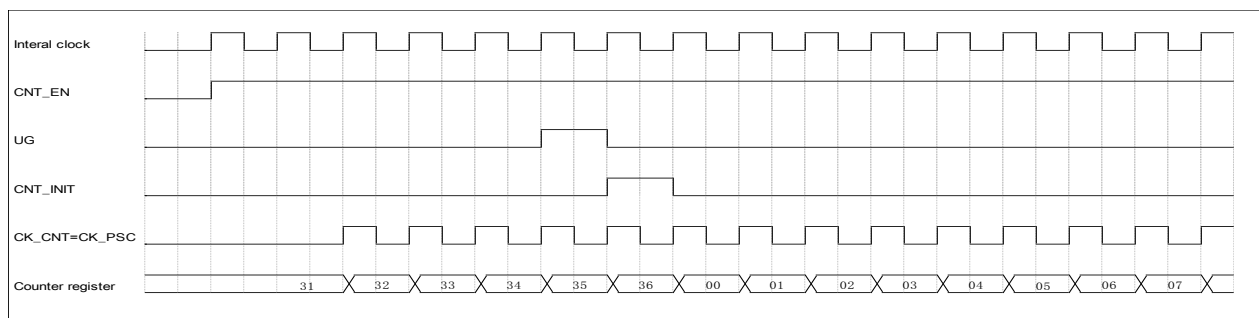 Interal clock
CNT_EN
UG
CNT_INIT
CK_CNT=CK_PSC
Counter register 31 32 33 34 35 36 00 01 02 03 04 05 06 07